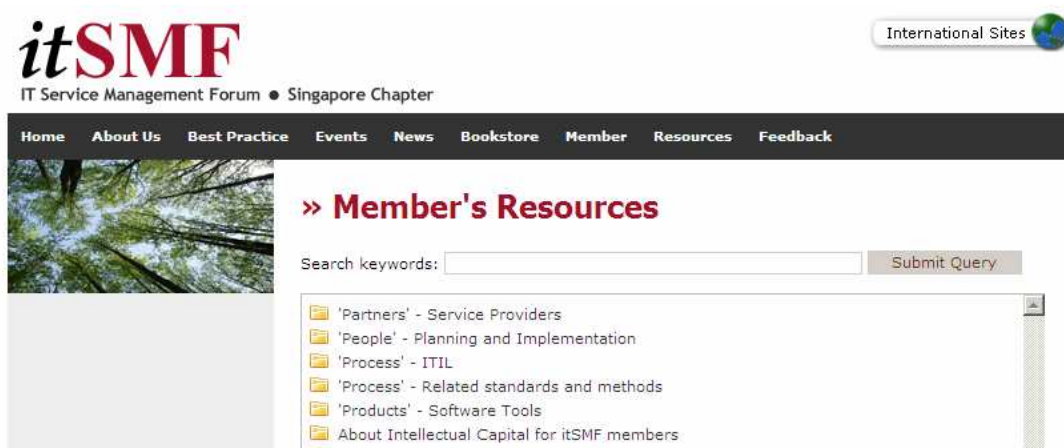 itSMF
International Sites
IT Service Management Forum ● Singapore Chapter
Home About Us Best Practice Events News Bookstore Member Resources Feedback
» Member's Resources
Search keywords: Submit Query
'Partners' - Service Providers
'People' - Planning and Implementation
'Process' - ITIL
'Process' - Related standards and methods
'Products' - Software Tools
About Intellectual Capital for itSMF members